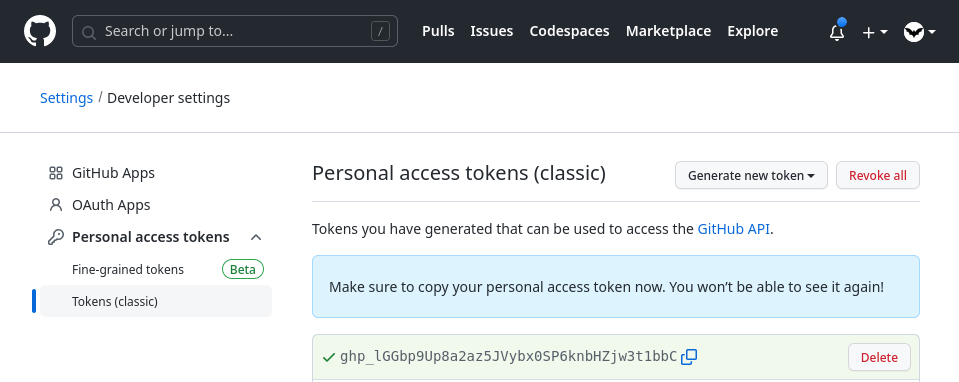 Search or jump to... /
Pulls Issues Codespaces Marketplace Explore
Settings / Developer settings
GitHub Apps
OAuth Apps
Personal access tokens
Fine-grained tokens Beta
Tokens (classic)
Personal access tokens (classic)
Generate new token
Revoke all
Tokens you have generated that can be used to access the GitHub API.
Make sure to copy your personal access token now. You won’t be able to see it again!
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
Delete